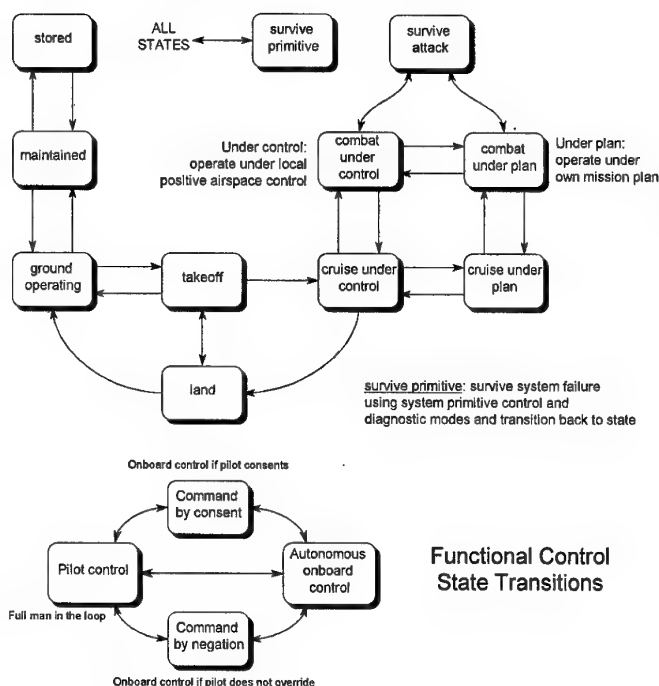 stored
ALL
STATES
survive
primitive
survive
attack
maintained
Under control:
operate under local
positive airspace control
combat
under
control
combat
under plan
Under plan:
operate under
own mission plan
ground
operating
takeoff
cruise under
control
cruise under
plan
land
survive primitive: survive system failure
using system primitive control and
diagnostic modes and transition back to state
Onboard control if pilot consents
Command
by consent
Pilot control
Autonomous
onboard
control
Full man in the loop
Command
by negation
Onboard control if pilot does not override
Functional Control
State Transitions